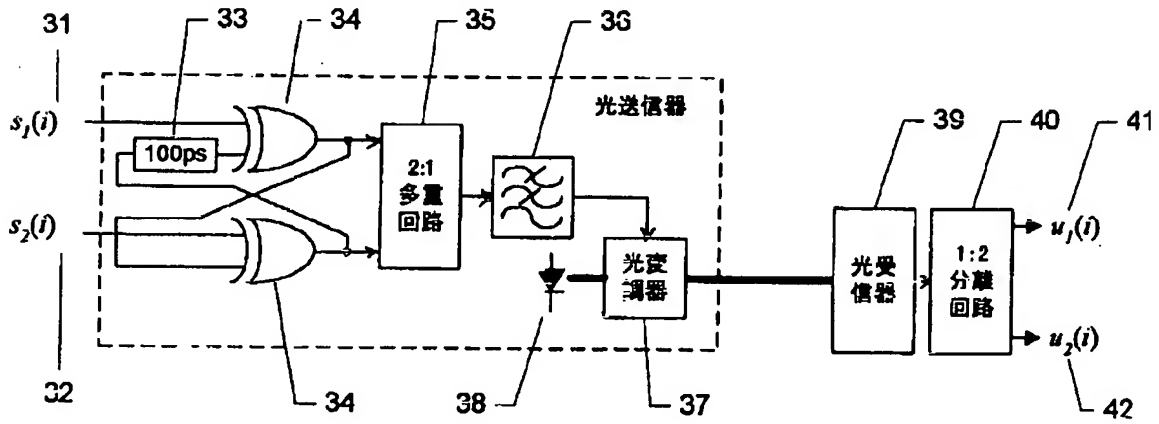 31
33
34
35
36
s₁(i)
100ps
2:1
多重
回路
光送信器
39
40
41
s₂(i)
光変
調器
光受
信器
1:2
分離
回路
u₁(i)
u₂(i)
32
34
38
37
42